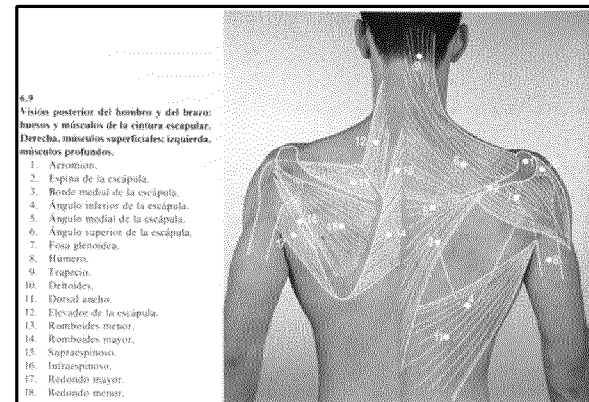 6.9
Visión posterior del hombro y del brazo:
huesos y músculos de la cintura escapular.
Derecha, músculos superficiales; izquierda,
músculos profundos.
1. Acromion.
2. Espina de la escápula.
3. Borde medial de la escápula.
4. Ángulo inferior de la escápula.
5. Ángulo medial de la escápula.
6. Ángulo superior de la escápula.
7. Fosa glenoidea.
8. Húmero.
9. Trapecio.
10. Deltoides.
11. Dorsal ancho.
12. Elevador de la escápula.
13. Romboides menor.
14. Romboides mayor.
15. Supraespinoso.
16. Infraespinoso.
17. Redondo mayor.
18. Redondo menor.
12
14
11